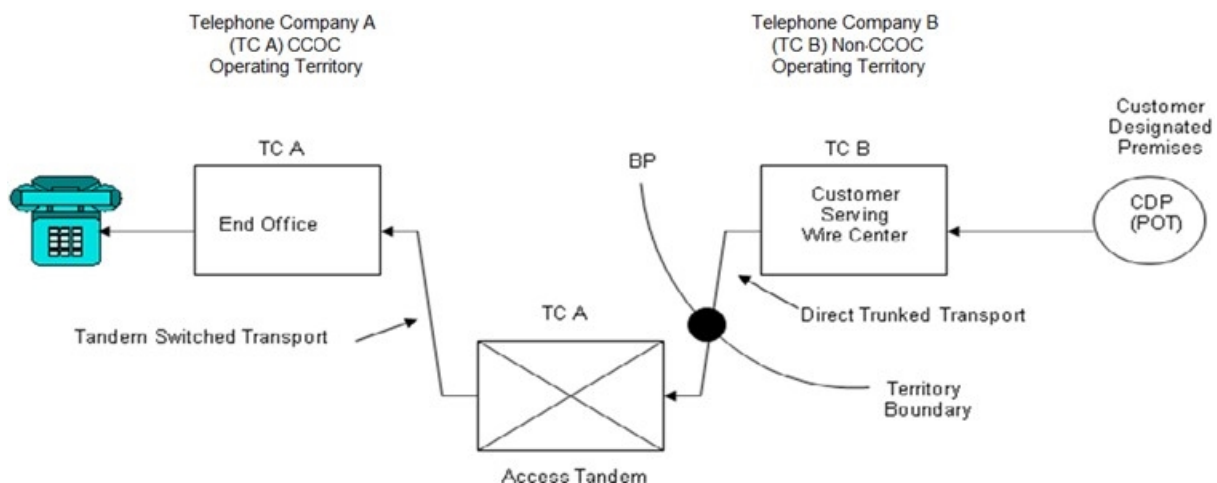 Telephone Company A
(TC A) CCOC
Operating Territory
Telephone Company B
(TC B) Non-CCOC
Operating Territory
Customer
Designated
Premises
TC A
BP
TC B
End Office
Customer
Serving
Wire Center
CDP
(POT)
TC A
Direct Trunked Transport
Tandern Switched Transport
Territory
Boundary
Access Tandem